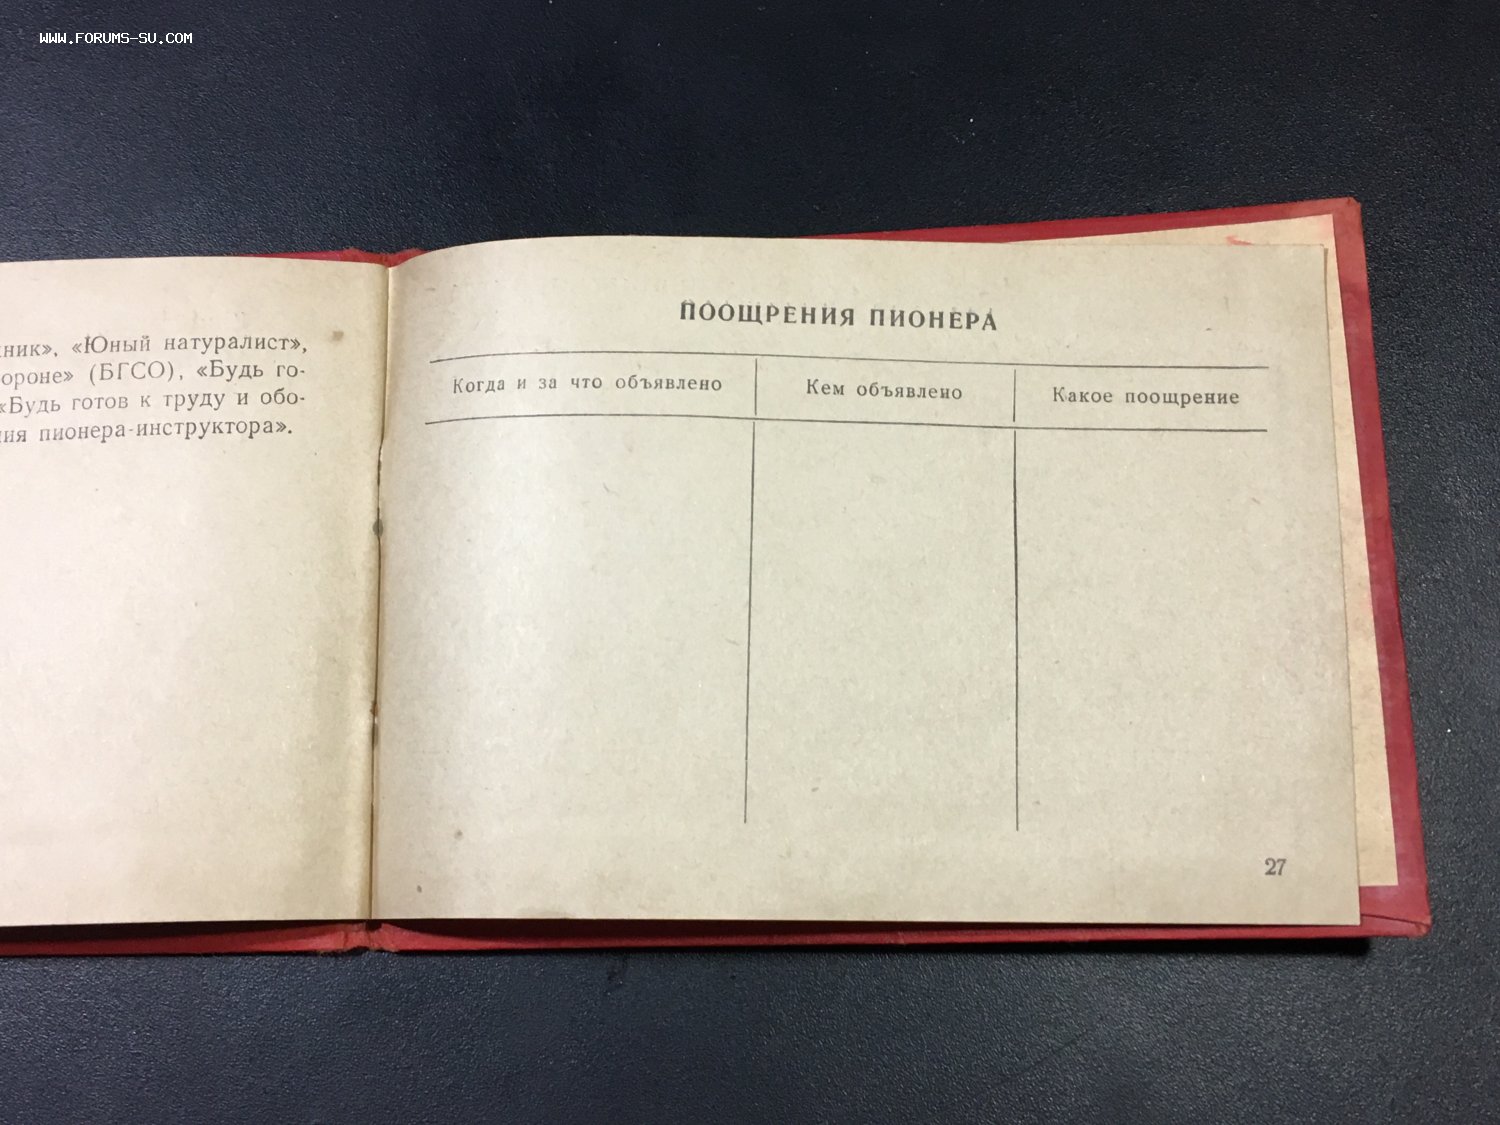 WWW.FORUMS-SU.COM
ник», «Юный натуралист»,
ороне» (БГСО), «Будь го-
«Будь готов к труду и обо-
ния пионера-инструктора».
ПООЩРЕНИЯ ПИОНЕРА
Когда и за что объявлено
Кем объявлено
Какое поощрение
27